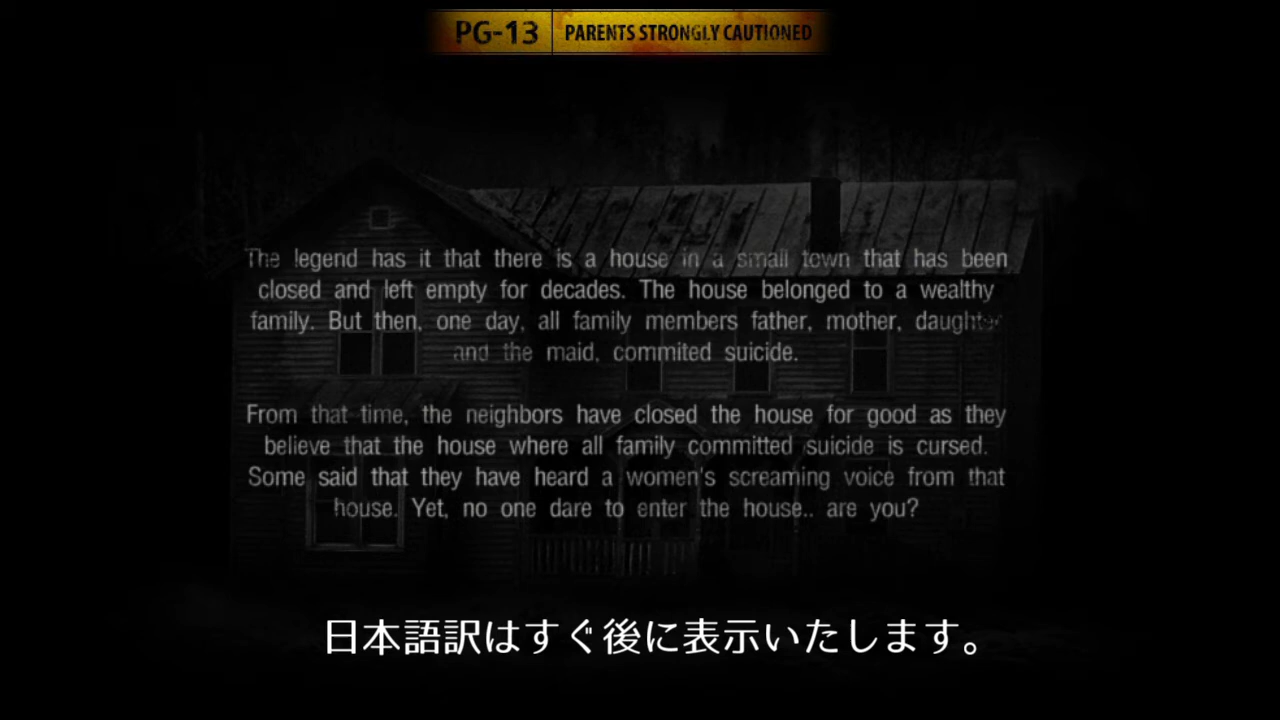 PG-13 PARENTS STRONGLY CAUTIONED
The legend has it that there is a house in a small town that has been
closed and left empty for decades. The house belonged to a wealthy
family. But then, one day, all family members father, mother, daughter
and the maid, commited suicide.
From that time, the neighbors have closed the house for good as they
believe that the house where all family committed suicide is cursed.
Some said that they have heard a women's screaming voice from that
house. Yet, no one dare to enter the house.. are you?
日本語訳はすぐ後に表示いたします。